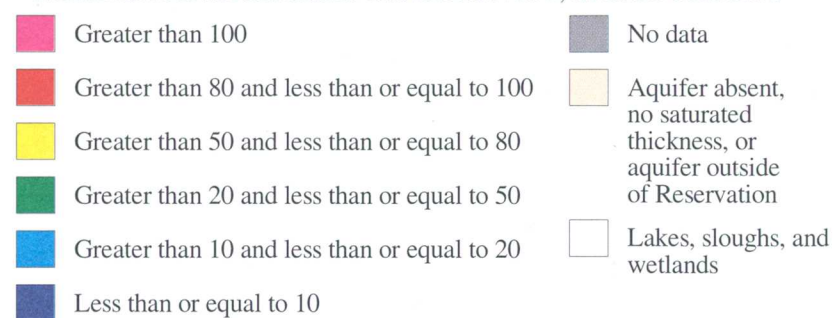 Greater than 100
Greater than 80 and less than or equal to 100
Greater than 50 and less than or equal to 80
Greater than 20 and less than or equal to 50
Greater than 10 and less than or equal to 20
Less than or equal to 10
No data
Aquifer absent,
no saturated
thickness, or
aquifer outside
of Reservation
Lakes, sloughs, and
wetlands